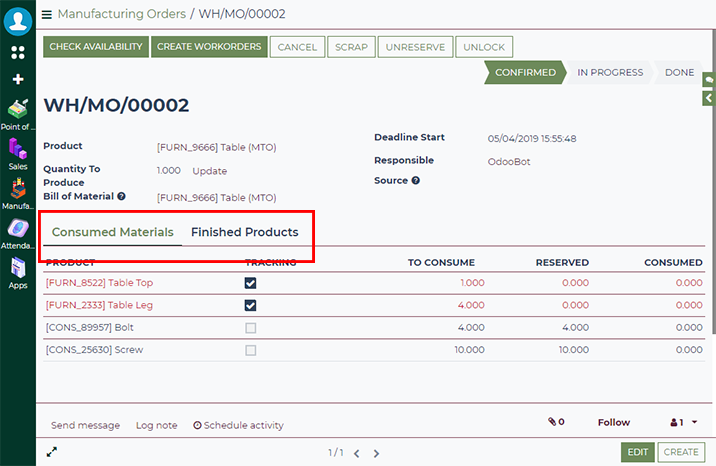 Manufacturing Orders / WH/MO/00002
CHECK AVAILABILITY CREATE WORKORDERS CANCEL SCRAP UNRESERVE UNLOCK
CONFIRMED IN PROGRESS DONE
WH/MO/00002
Product [FURN_9666] Table (MTO)
Quantity To Produce 1.000 Update
Bill of Material [FURN_9666] Table (MTO)
Deadline Start 05/04/2019 15:55:48
Responsible OdooBot
Source
Point of ...
Sales
Manufa...
Attenda...
Apps
Consumed Materials Finished Products
PRODUCT TRACKING TO CONSUME RESERVED CONSUMED
[FURN_8522] Table Top 1.000 0.000 0.000
[FURN_2333] Table Leg 4.000 0.000 0.000
[CONS_89957] Bolt 4.000 4.000 0.000
[CONS_25630] Screw 10.000 10.000 0.000
Send message Log note Schedule activity 0 Follow 1
1 / 1
EDIT CREATE